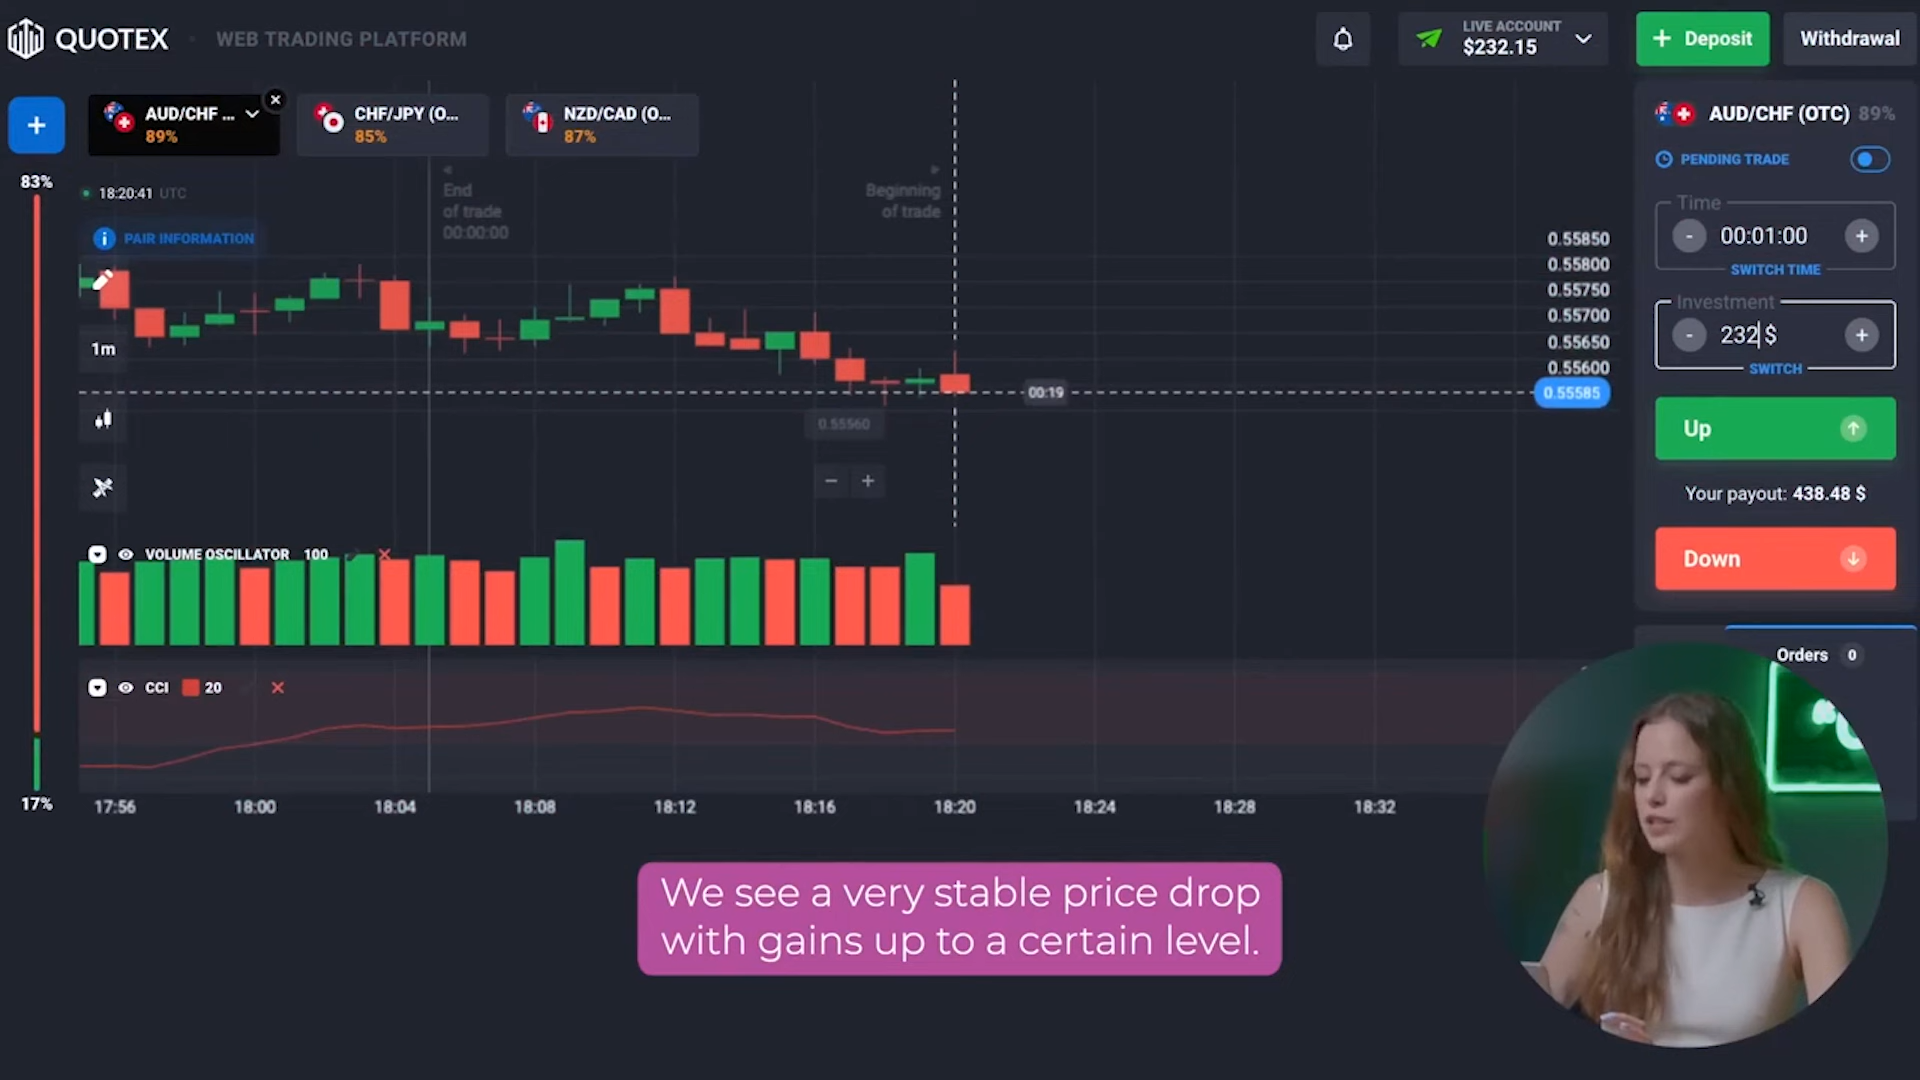 QUOTEX
WEB TRADING PLATFORM
LIVE ACCOUNT
$232.15
+ Deposit
Withdrawal
+
AUD/CHF ...
89%
CHF/JPY (O...
85%
NZD/CAD (O...
87%
AUD/CHF (OTC) 89%
PENDING TRADE
83%
18:20:41 UTC
End
of trade
00:00:00
Beginning
of trade
PAIR INFORMATION
1m
0.55850
0.55800
0.55750
0.55700
0.55650
0.55600
0.55585
00:19
0.55560
- +
Time
- 00:01:00 +
SWITCH TIME
Investment
- 232 $ +
SWITCH
Up
Your payout: 438.48 $
Down
Orders 0
VOLUME OSCILLATOR 100
CCI 20
17%
17:56 18:00 18:04 18:08 18:12 18:16 18:20 18:24 18:28 18:32
We see a very stable price drop
with gains up to a certain level.